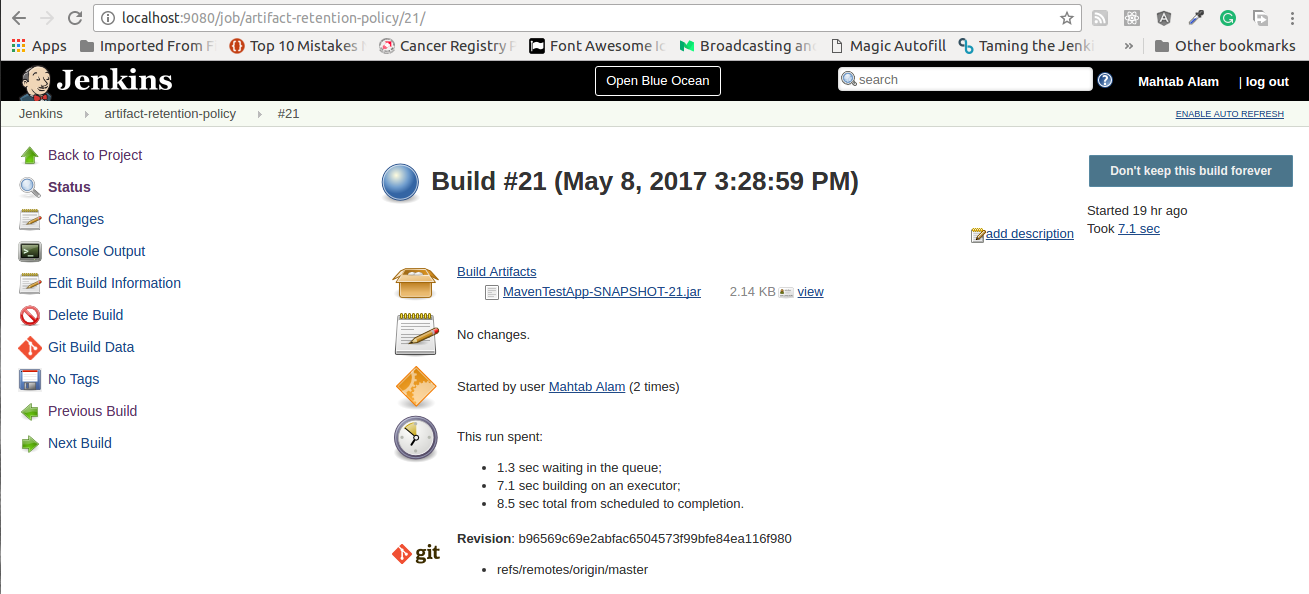 localhost:9080/job/artifact-retention-policy/21/
Apps Imported From F Top 10 Mistakes Cancer Registry F Font Awesome Ic Broadcasting an Magic Autofill Taming the Jenki » Other bookmarks
Jenkins Open Blue Ocean search ? Mahtab Alam | log out
Jenkins artifact-retention-policy #21 ENABLE AUTO REFRESH
Back to Project
Status
Changes
Console Output
Edit Build Information
Delete Build
Git Build Data
No Tags
Previous Build
Next Build
Build #21 (May 8, 2017 3:28:59 PM)
add description
Don't keep this build forever
Started 19 hr ago
Took 7.1 sec
Build Artifacts
MavenTestApp-SNAPSHOT-21.jar 2.14 KB view
No changes.
Started by user Mahtab Alam (2 times)
This run spent:
• 1.3 sec waiting in the queue;
• 7.1 sec building on an executor;
• 8.5 sec total from scheduled to completion.
git
Revision: b96569c69e2abfac6504573f99bfe84ea116f980
• refs/remotes/origin/master